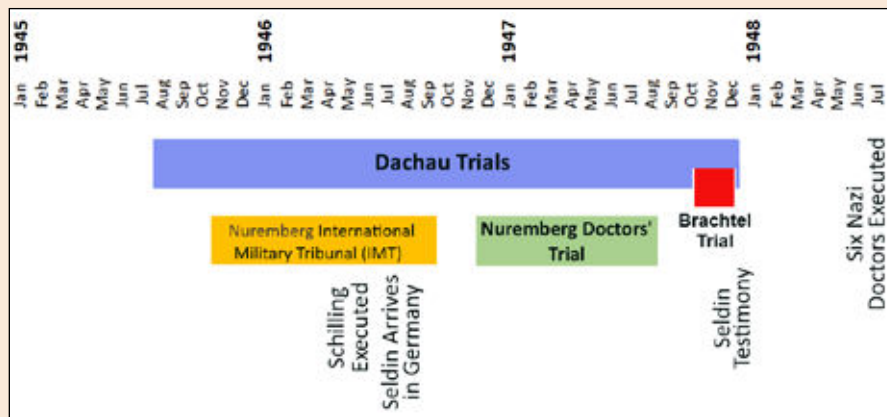 1945
1946
1947
1948
Jan Feb Mar Apr May Jun Jul Aug Sep Oct Nov Dec Jan Feb Mar Apr May Jun Jul Aug Sep Oct Nov Dec Jan Feb Mar Apr May Jun Jul Aug Sep Oct Nov Dec Jan Feb Mar Apr May Jun Jul
Dachau Trials
Nuremberg International
Military Tribunal (IMT)
Nuremberg Doctors'
Trial
Brachtel
Trial
Schilling
Executed
Seldin Arrives
in Germany
Seldin
Testimony
Six Nazi
Doctors Executed